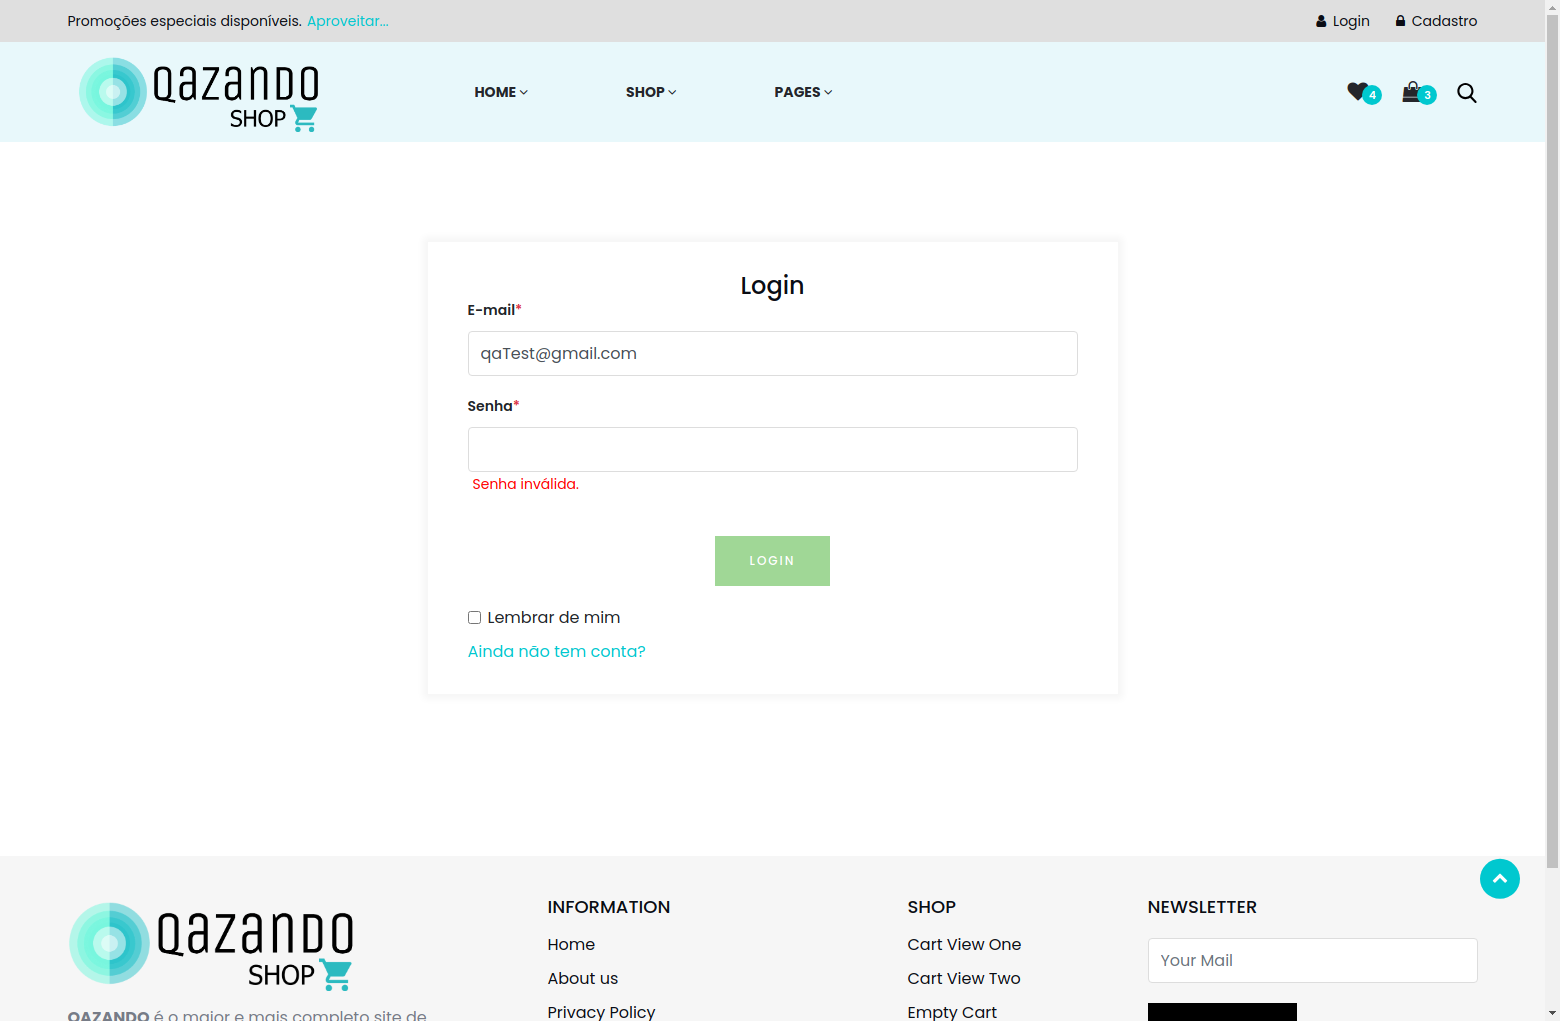 Promoções especiais disponíveis. Aproveitar...
Login
Cadastro
QAZANDO
SHOP
HOME
SHOP
PAGES
4
3
Login
E-mail*
qaTest@gmail.com
Senha*
Senha inválida.
LOGIN
Lembrar de mim
Ainda não tem conta?
QAZANDO
SHOP
QAZANDO é o maior e mais completo site de
INFORMATION
Home
About us
Privacy Policy
SHOP
Cart View One
Cart View Two
Empty Cart
NEWSLETTER
Your Mail